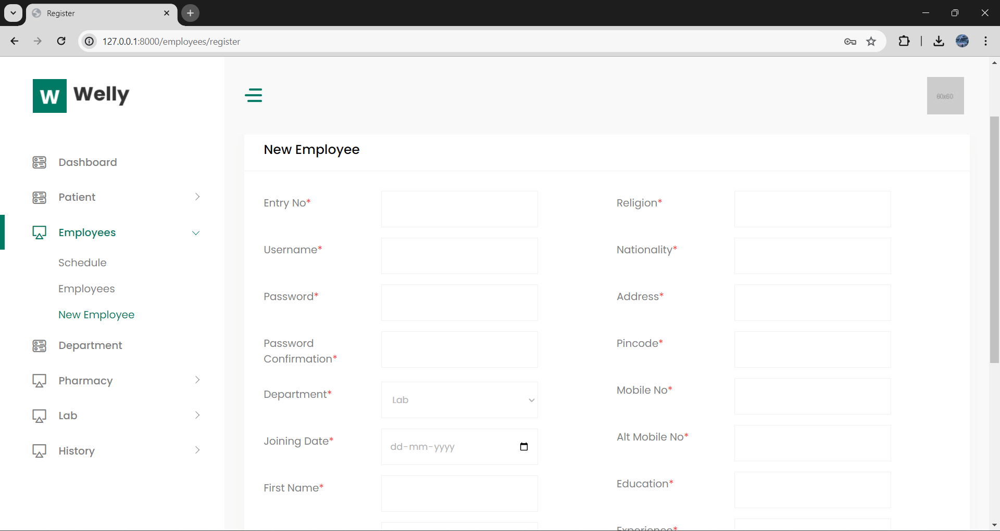 Register
127.0.0.1:8000/employees/register
W Welly
60x60
Dashboard
Patient
Employees
Schedule
Employees
New Employee
Department
Pharmacy
Lab
History
New Employee
Entry No*
Username*
Password*
Password
Confirmation*
Department*
Lab
Joining Date*
dd-mm-yyyy
First Name*
Religion*
Nationality*
Address*
Pincode*
Mobile No*
Alt Mobile No*
Education*
Experience*